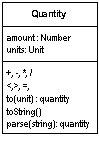 Quantity
amount : Number
units: Unit
+, -, *, /
<,>, =,
to(unit) : quantity
toString()
parse(string): quantity